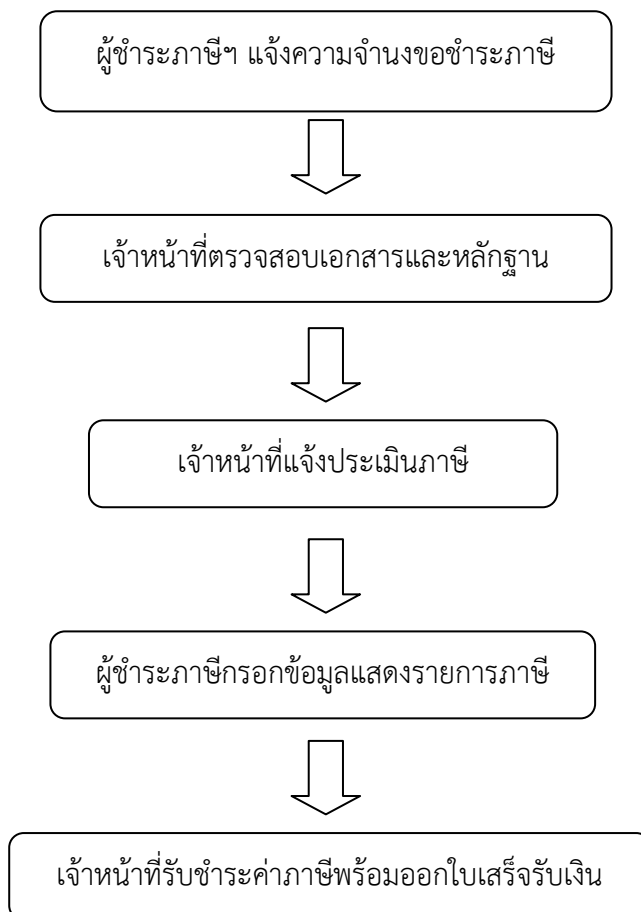 ผู้ชำระภาษีฯ แจ้งความจำนงขอชำระภาษี
เจ้าหน้าที่ตรวจสอบเอกสารและหลักฐาน
เจ้าหน้าที่แจ้งประเมินภาษี
ผู้ชำระภาษีกรอกข้อมูลแสดงรายการภาษี
เจ้าหน้าที่รับชำระค่าภาษีพร้อมออกใบเสร็จรับเงิน